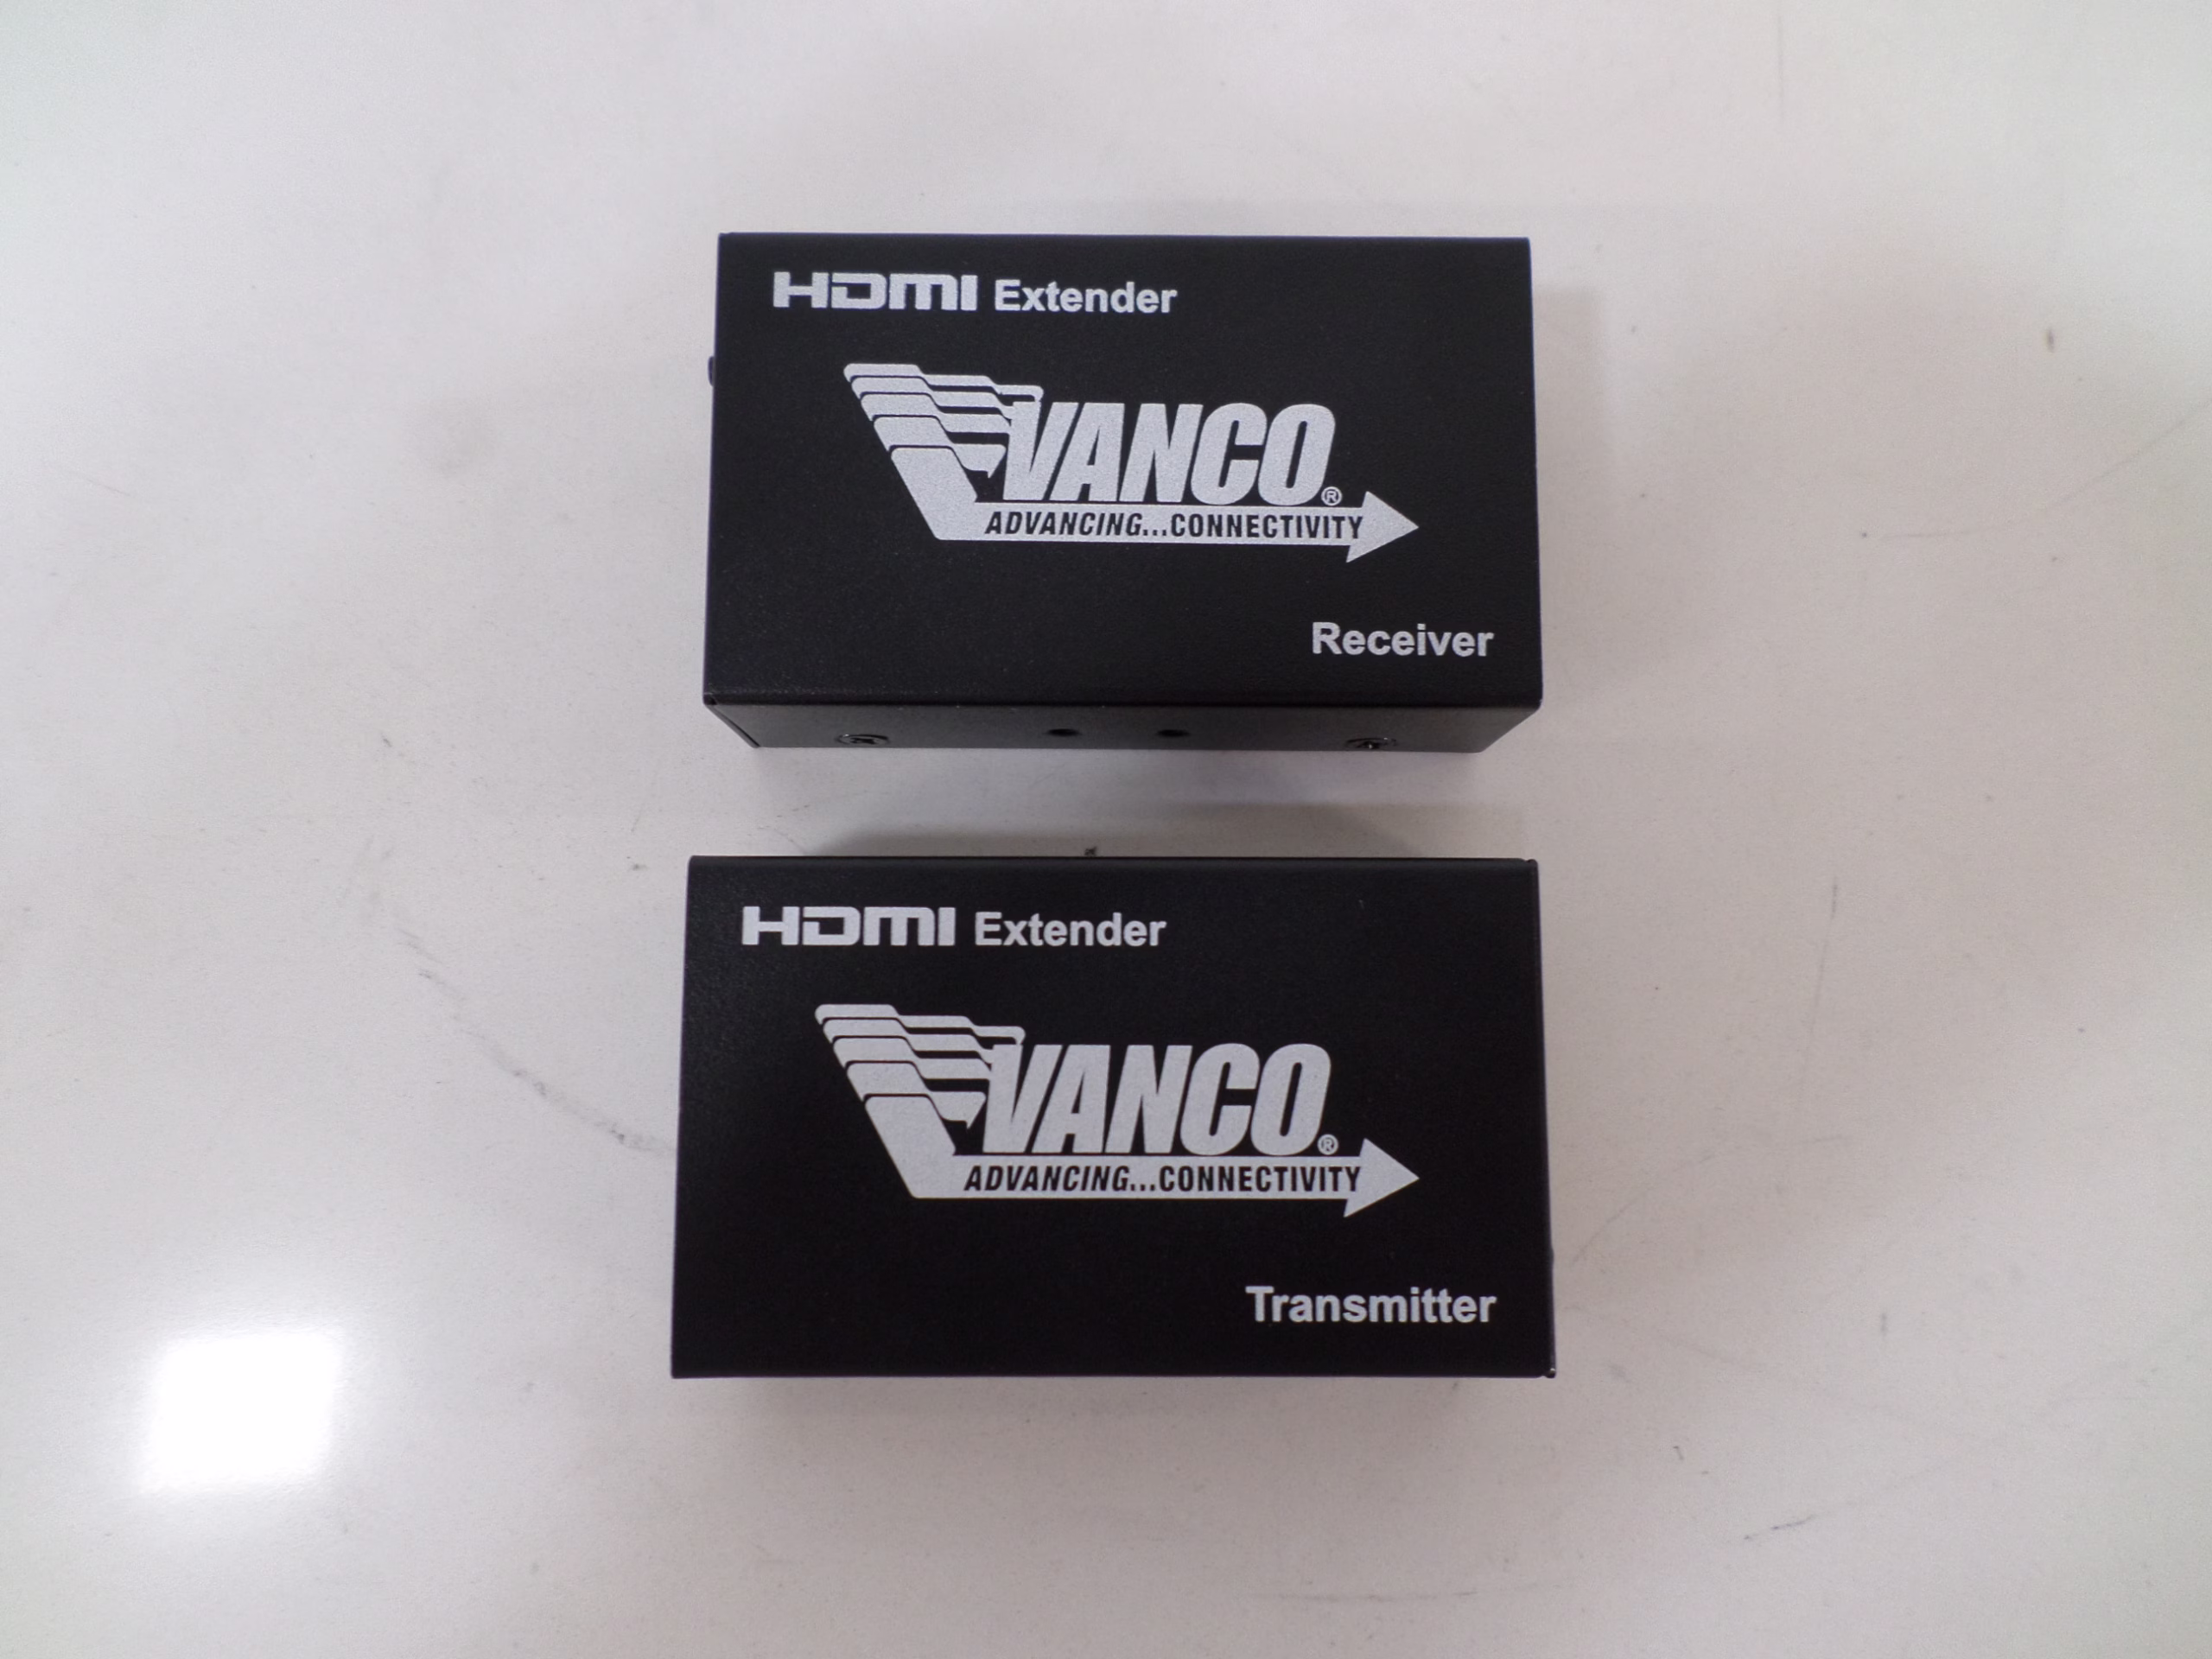 HDMI Extender
VANCO®
ADVANCING...CONNECTIVITY
Receiver
HDMI Extender
VANCO®
ADVANCING...CONNECTIVITY
Transmitter